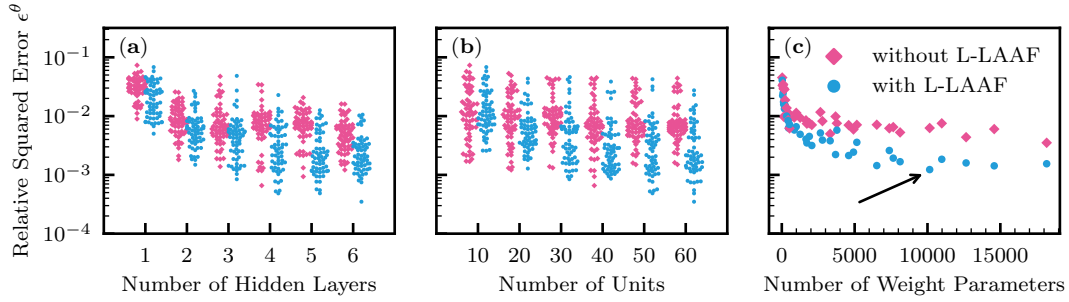 Relative Squared Error ϵ^θ
10^−1
10^−2
10^−3
10^−4
(a)
1 2 3 4 5 6
Number of Hidden Layers
(b)
10 20 30 40 50 60
Number of Units
(c)
without L-LAAF
with L-LAAF
0 5000 10000 15000
Number of Weight Parameters